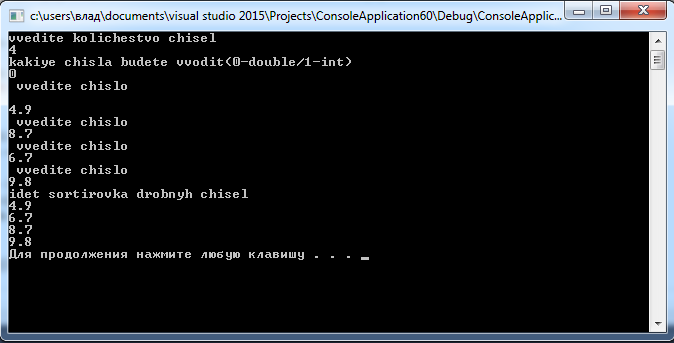 c:\users\влад\documents\visual studio 2015\Projects\ConsoleApplication60\Debug\ConsoleApplic...
vvedite kolichestvo chisel
4
kakiye chisla budete vvodit(0-double/1-int)
0
vvedite chislo
4.9
vvedite chislo
8.7
vvedite chislo
6.7
vvedite chislo
9.8
idet sortirovka drobnyh chisel
4.9
6.7
8.7
9.8
Для продолжения нажмите любую клавишу . . . _